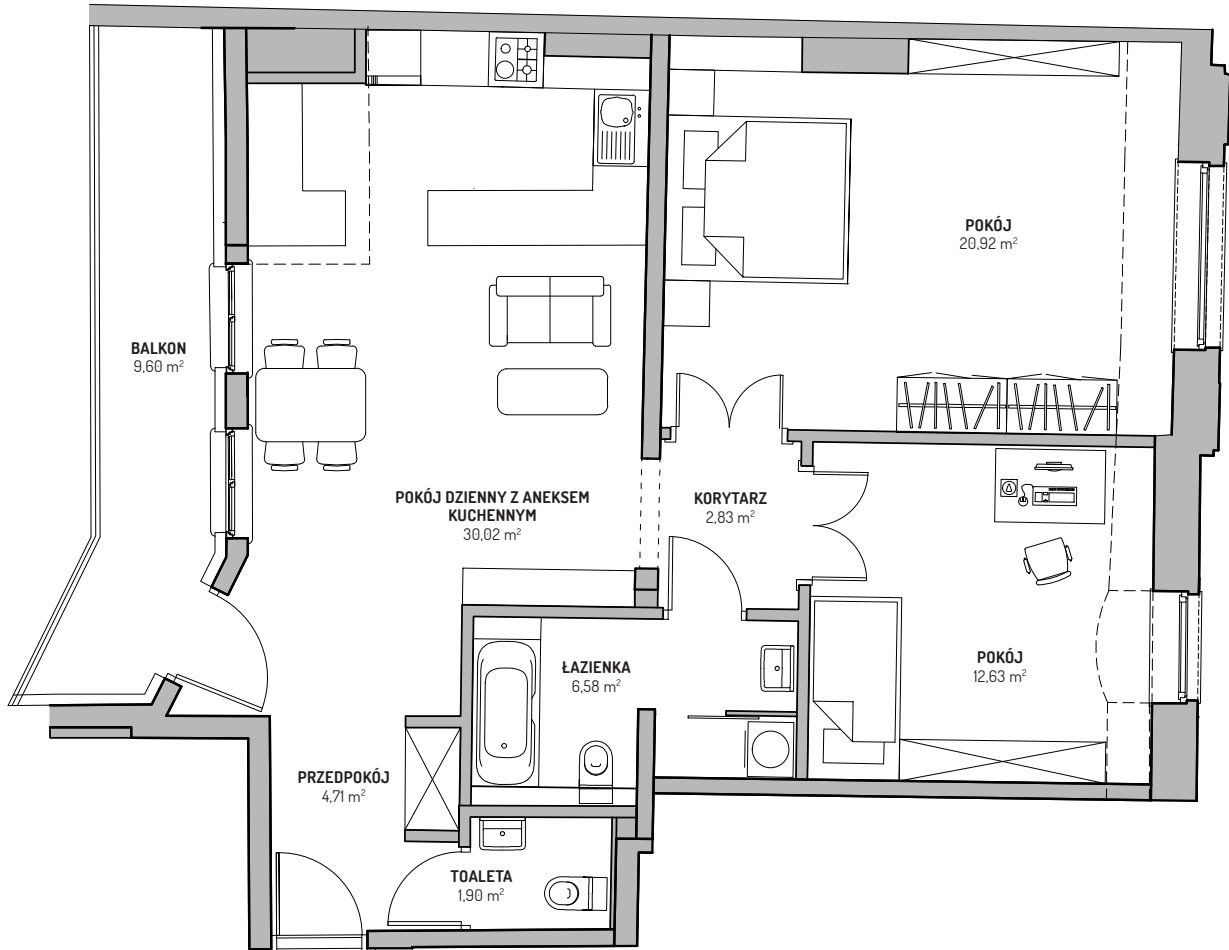 POKÓJ
20,92 m²
BALKON
9,60 m²
POKÓJ DZIENNY Z ANEKSEM
KUCHENNYM
30,02 m²
KORYTARZ
2,83 m²
ŁAZIENKA
6,58 m²
POKÓJ
12,63 m²
PRZEDPOKÓJ
4,71 m²
TOALETA
1,90 m²